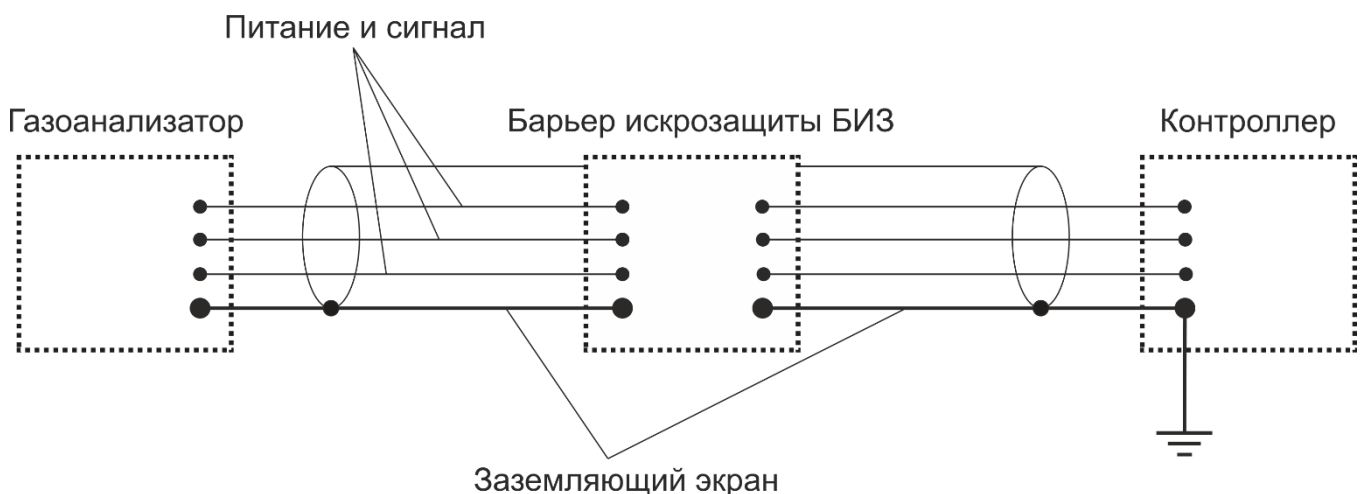 Питание и сигнал
Газоанализатор
Барьер искрозащиты БИЗ
Контроллер
Заземляющий экран